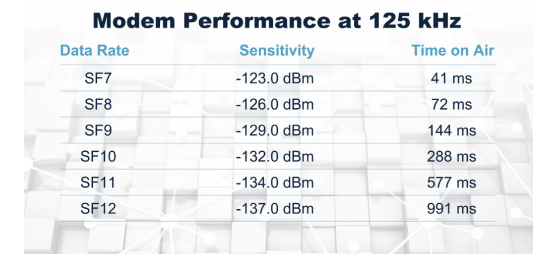 Modem Performance at 125 kHz
Data Rate Sensitivity Time on Air
SF7 -123.0 dBm 41 ms
SF8 -126.0 dBm 72 ms
SF9 -129.0 dBm 144 ms
SF10 -132.0 dBm 288 ms
SF11 -134.0 dBm 577 ms
SF12 -137.0 dBm 991 ms